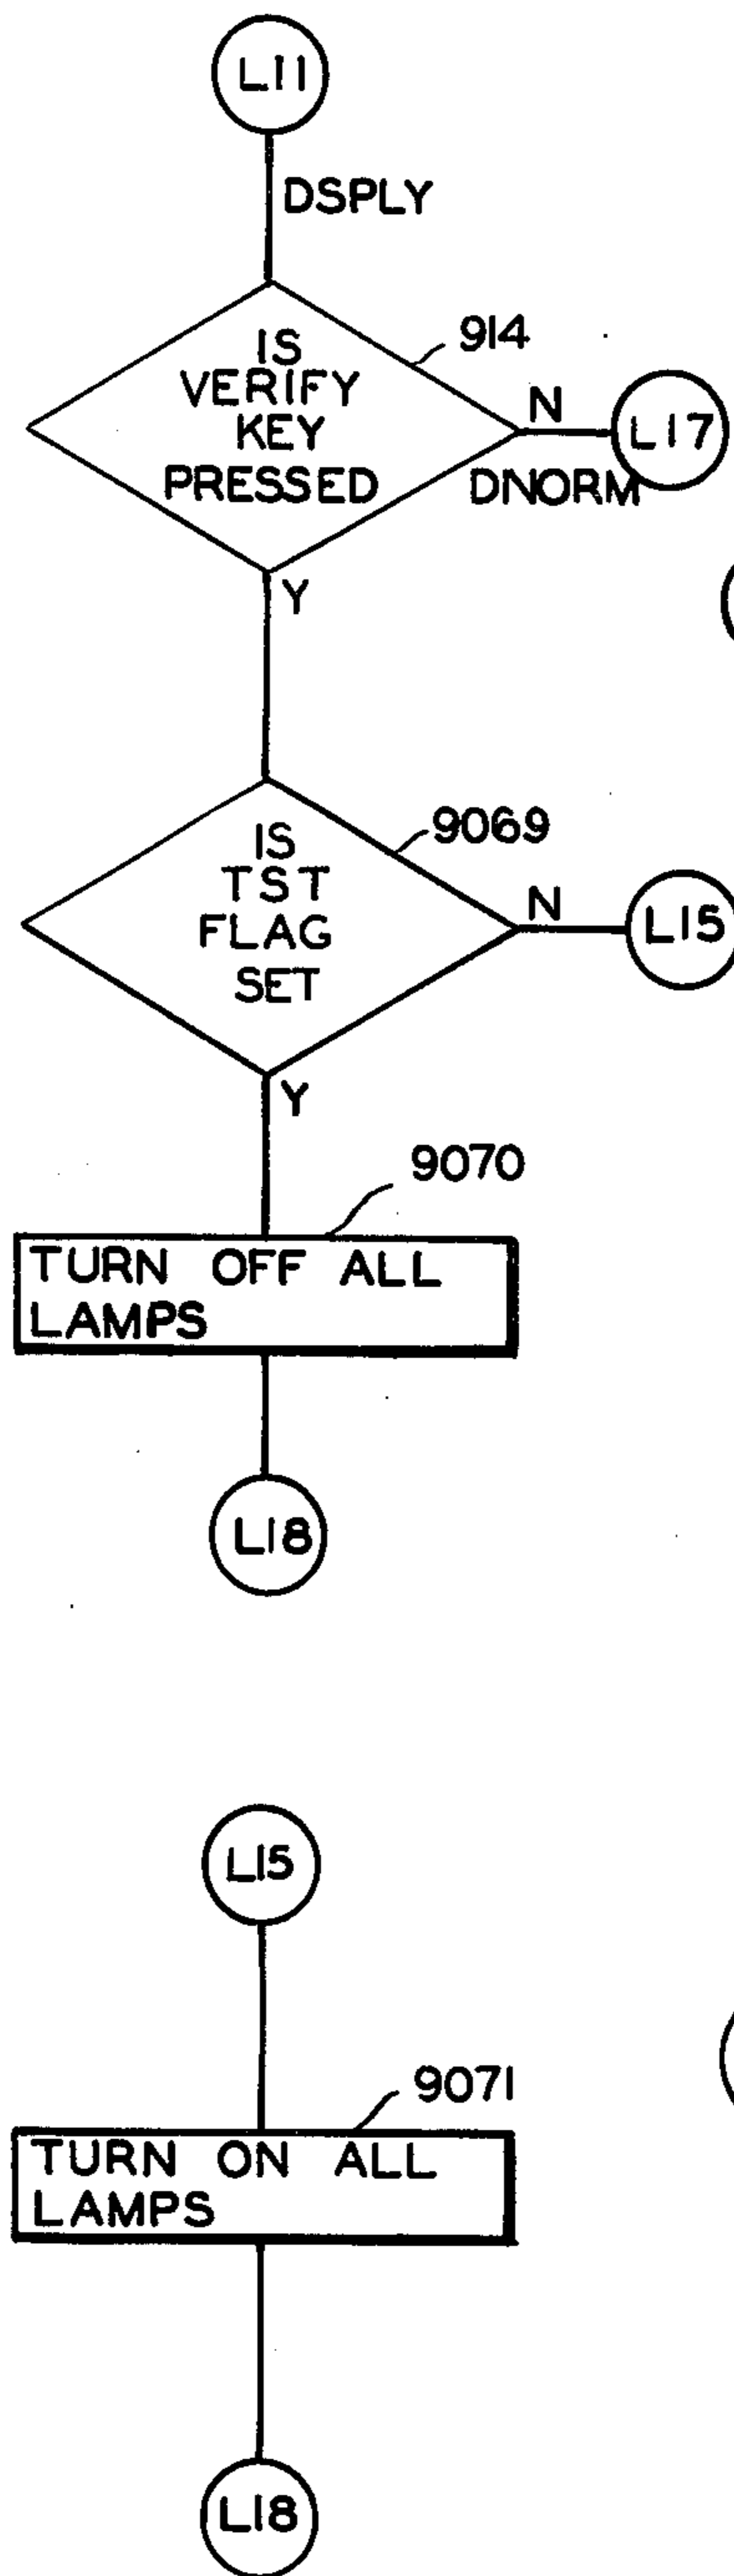 L11
DSPLY
914
IS
VERIFY
KEY
PRESSED
N
L17
DNORM
Y
9069
IS
TST
FLAG
SET
N
L15
Y
9070
TURN OFF ALL
LAMPS
L18
L15
9071
TURN ON ALL
LAMPS
L18